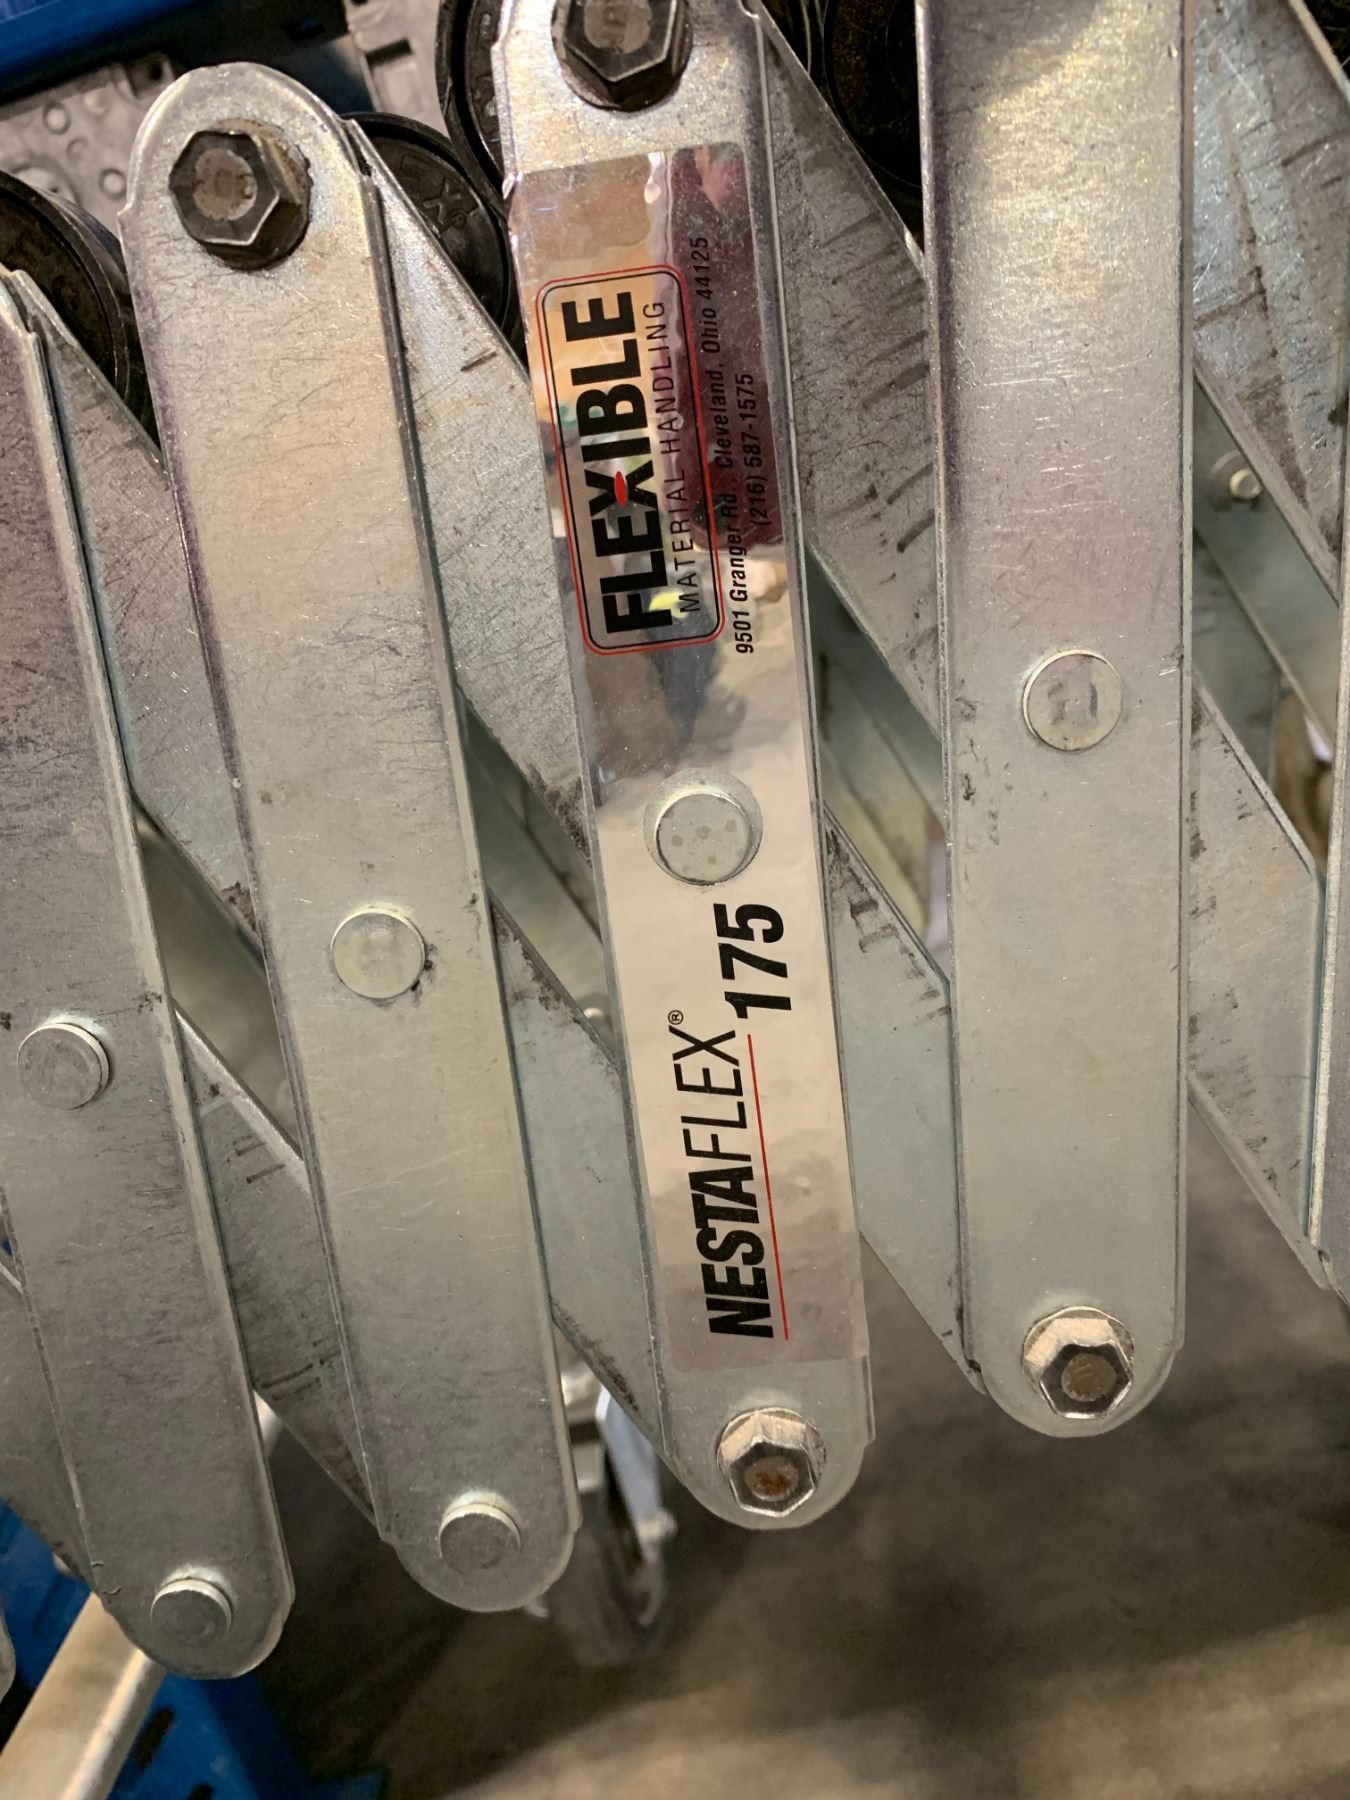 FLEXIBLE
MATERIAL HANDLING
9501 Granger Rd., Cleveland, Ohio 44125
(216) 587-1575
NESTAFLEX® 175